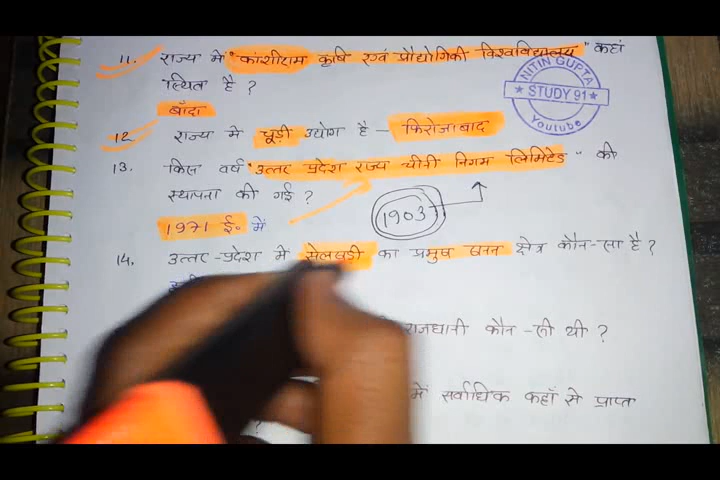 11. राज्य में "कांशीराम कृषि एवं प्रौद्योगिकी विश्वविद्यालय" कहां
स्थित है ?
बाँदा
12. राज्य में चूड़ी उद्योग है - फिरोजाबाद
13. किस वर्ष "उत्तर प्रदेश राज्य चीनी निगम लिमिटेड" की
स्थापना की गई ?
1903
1971 ई० में
14. उत्तर-प्रदेश में सेलखड़ी का प्रमुख खनन क्षेत्र कौन-सा है ?
राजधानी कौन-सी थी ?
में सर्वाधिक कहाँ से प्राप्त
?
NITIN GUPTA
STUDY 91
Youtube